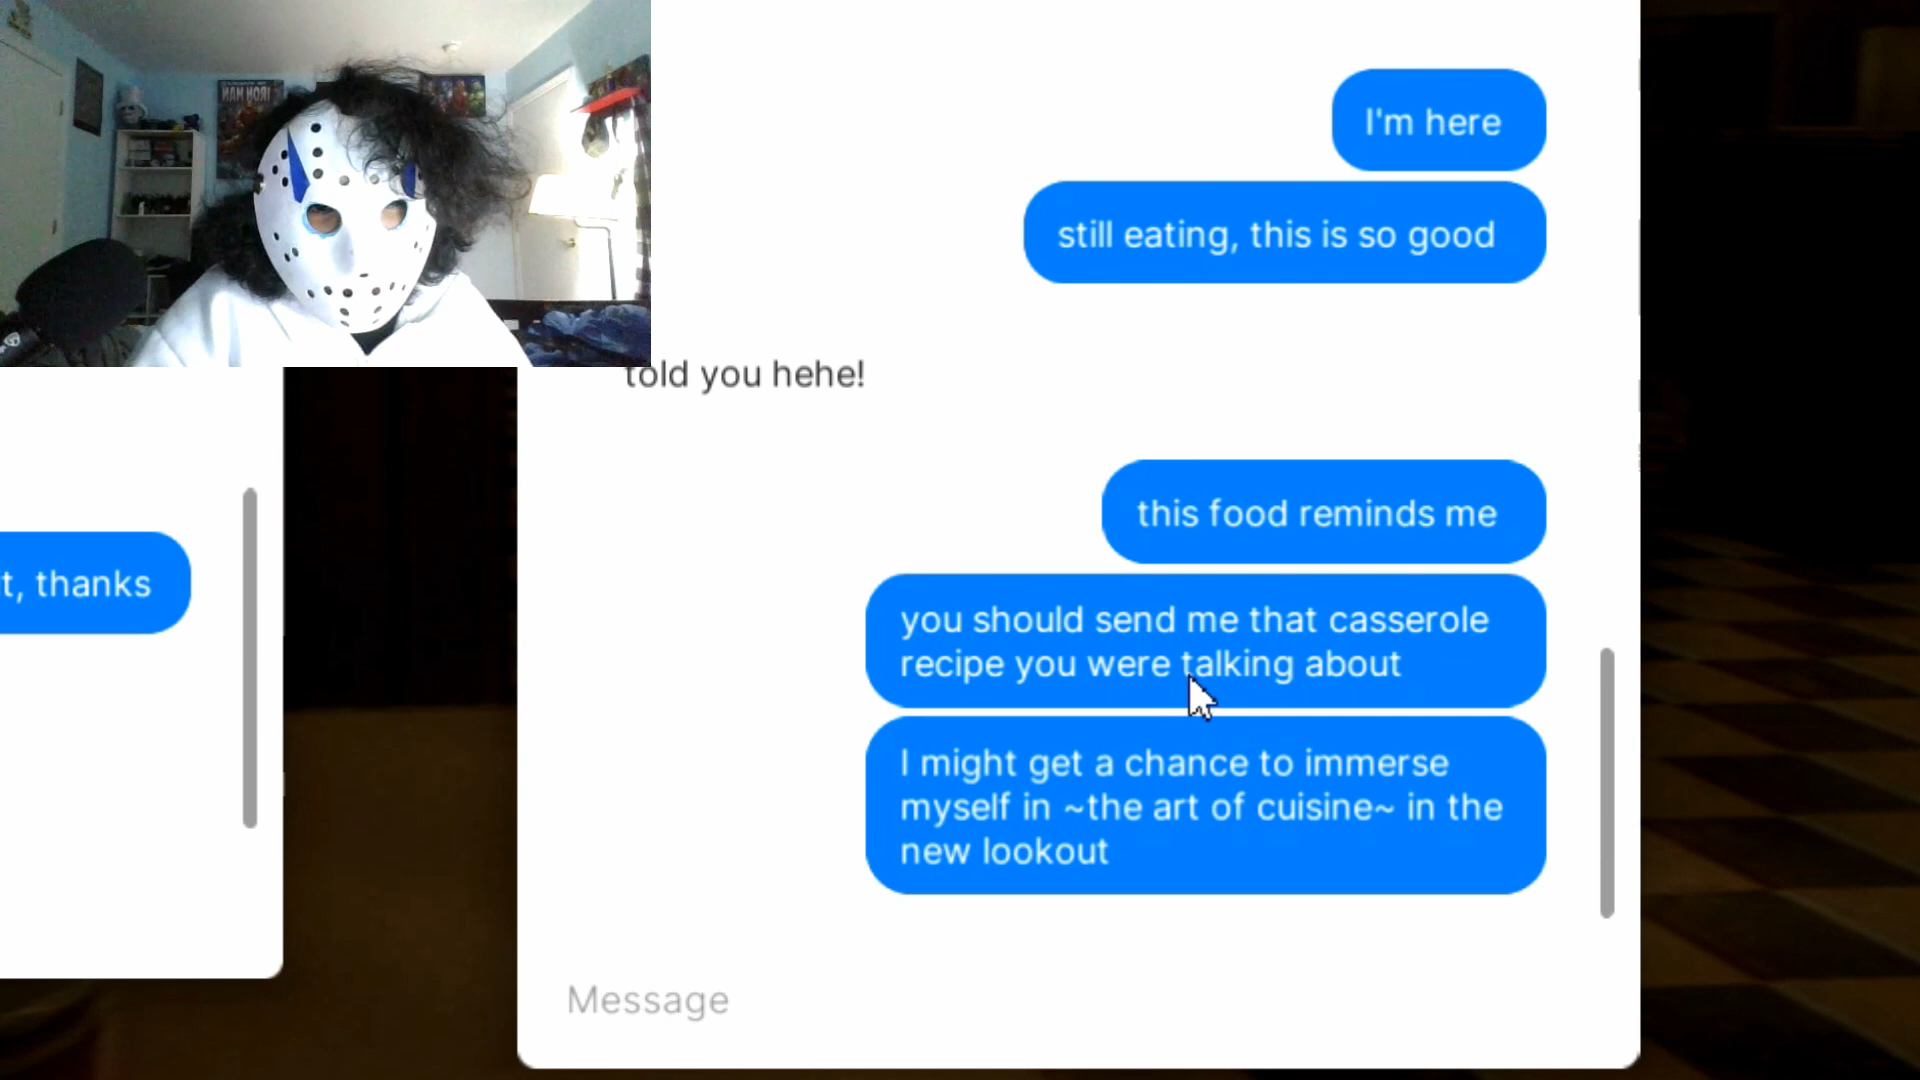 IRON MAN
I'm here
still eating, this is so good
told you hehe!
this food reminds me
t, thanks
you should send me that casserole
recipe you were talking about
I might get a chance to immerse
myself in ~the art of cuisine~ in the
new lookout
Message